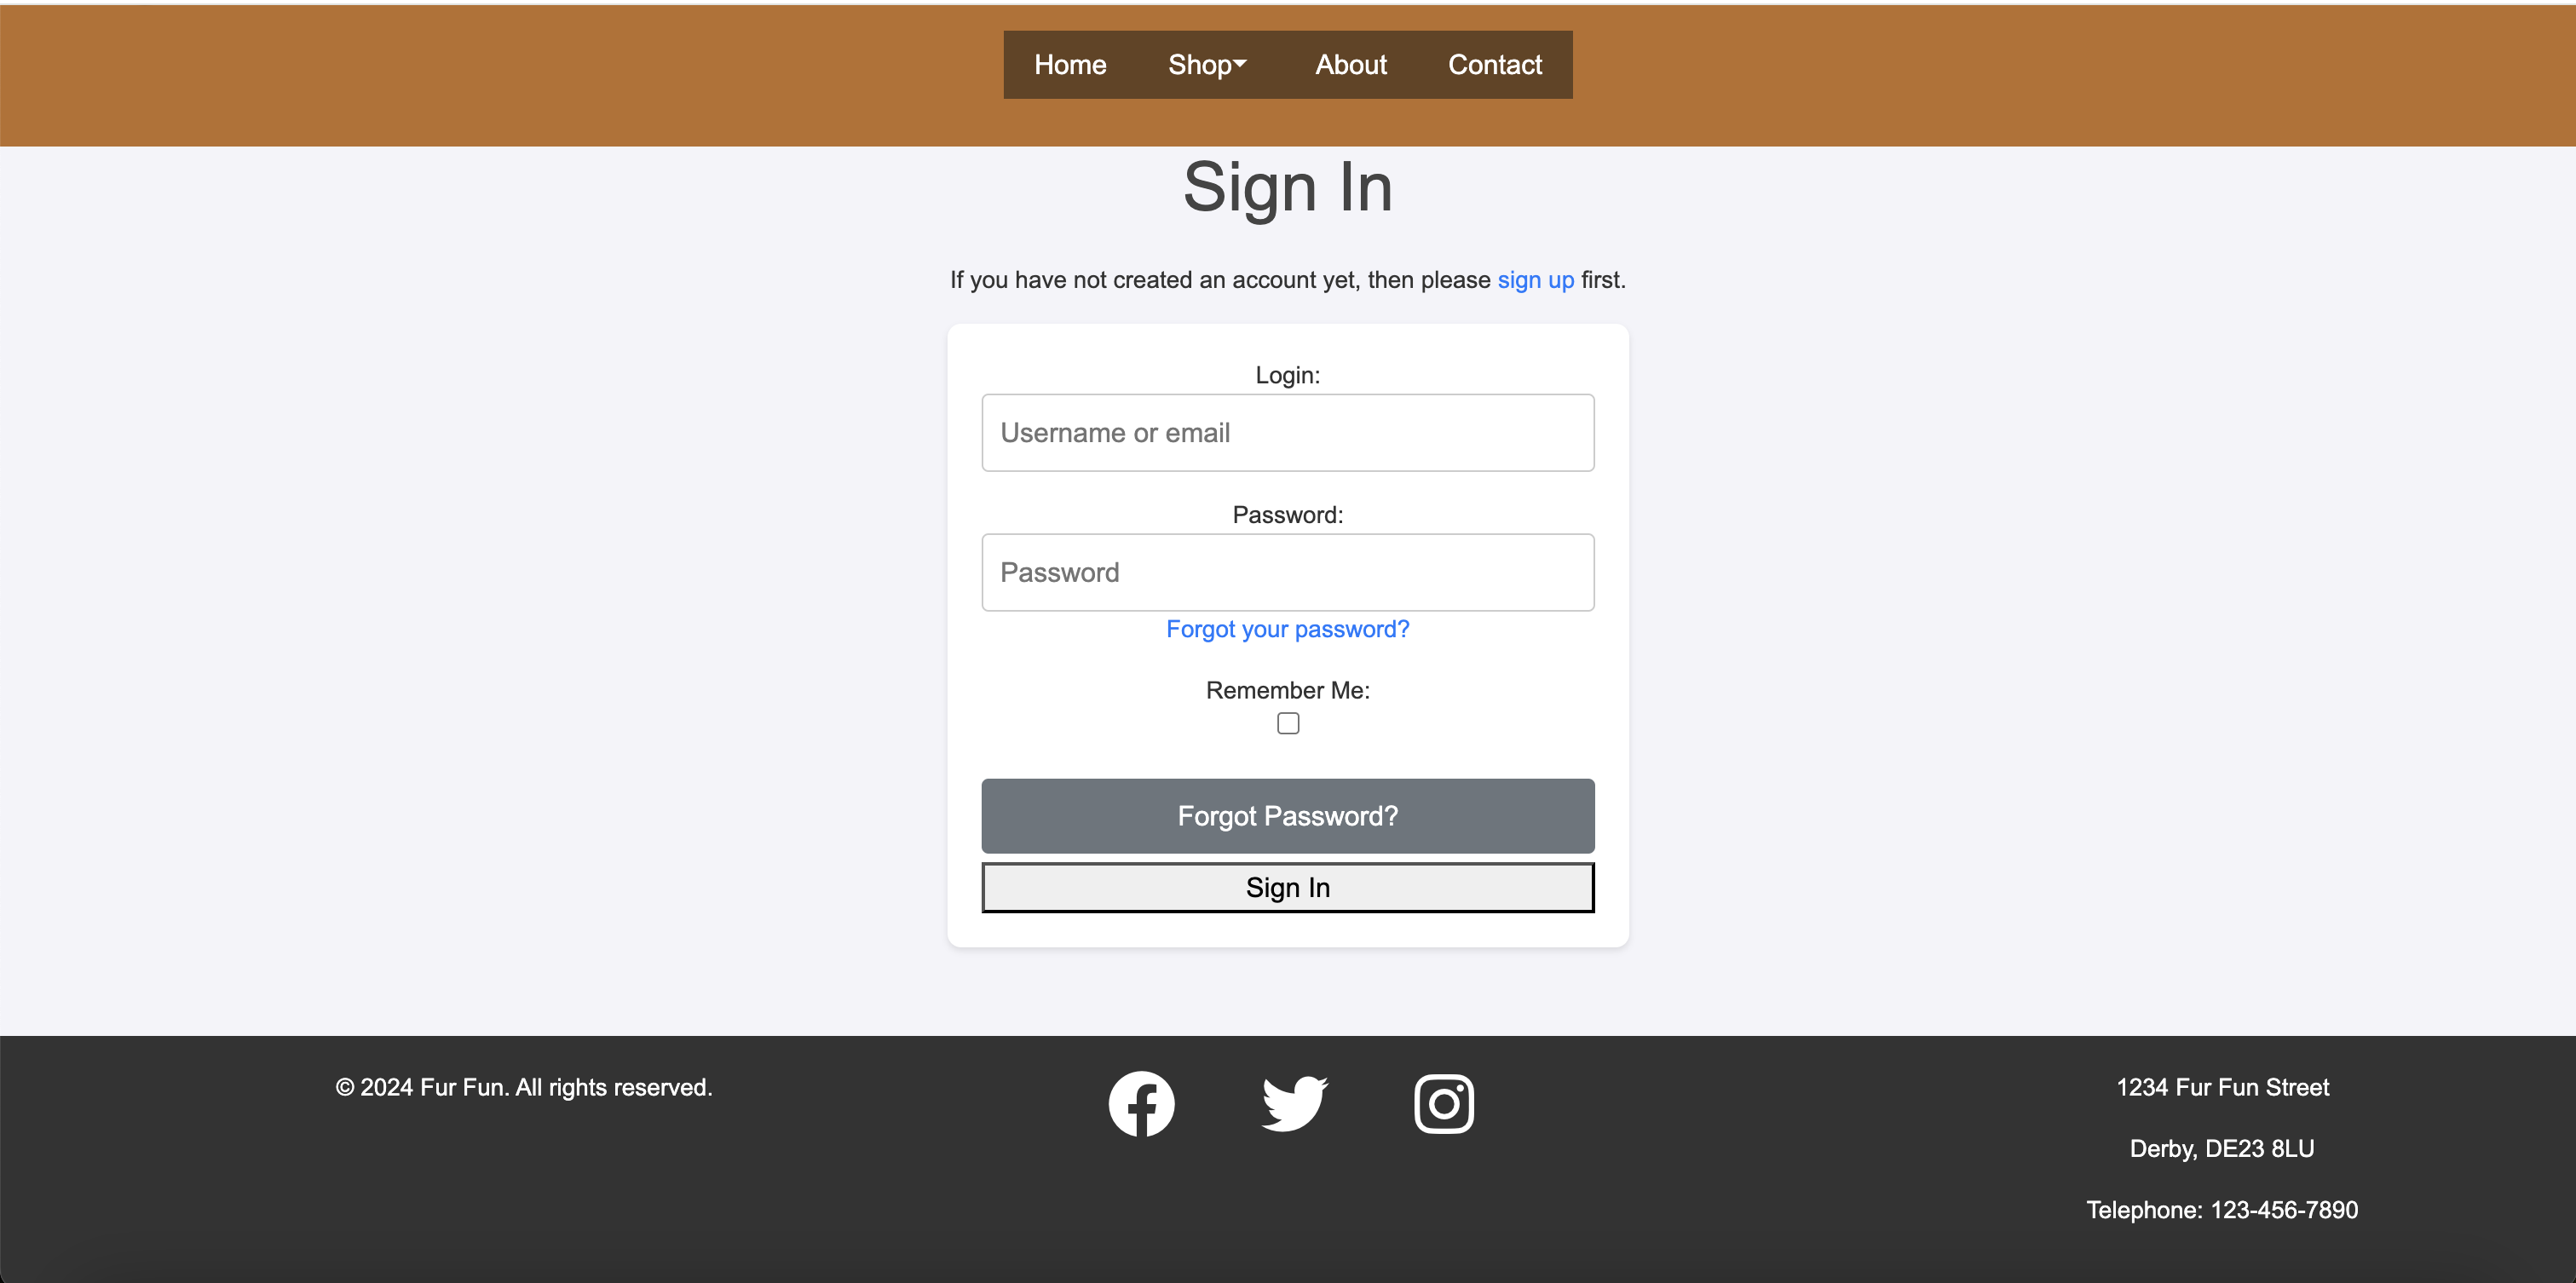 Home Shop About Contact
Sign In
If you have not created an account yet, then please sign up first.
Login:
Username or email
Password:
Password
Forgot your password?
Remember Me:
Forgot Password?
Sign In
© 2024 Fur Fun. All rights reserved.
1234 Fur Fun Street
Derby, DE23 8LU
Telephone: 123-456-7890